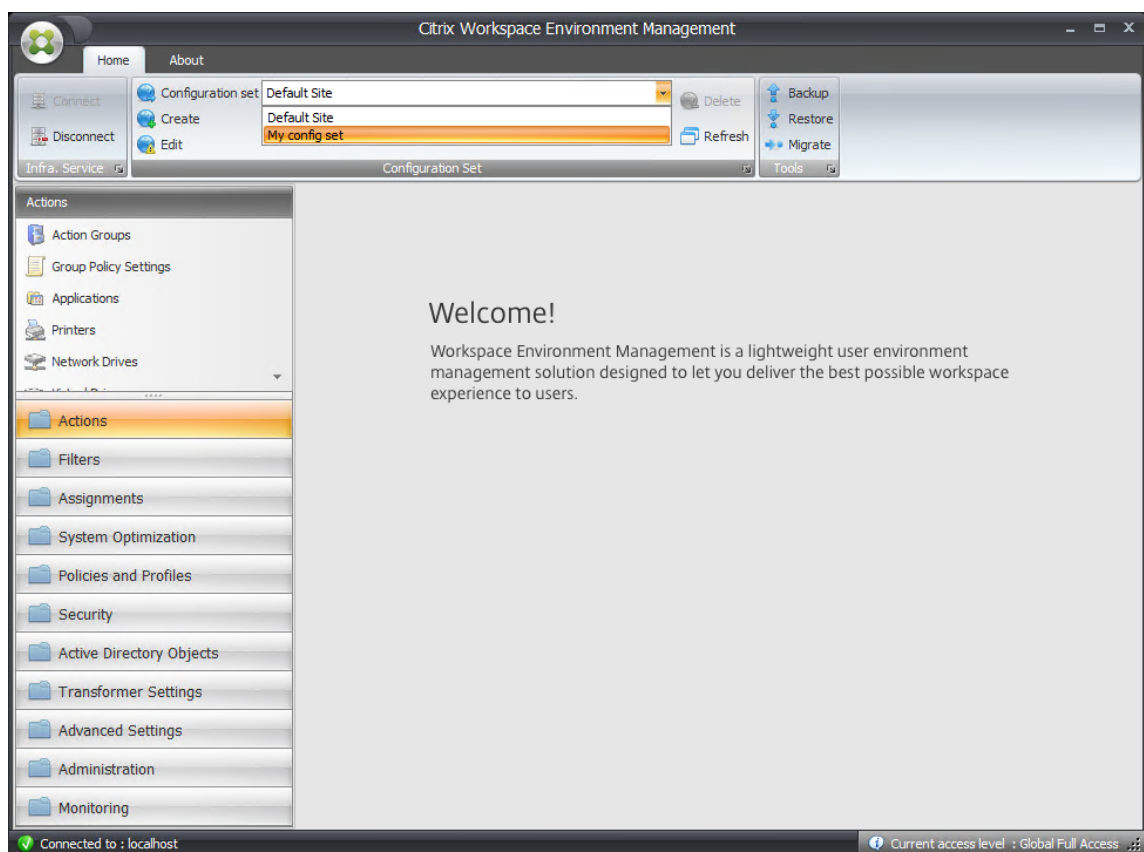 Citrix Workspace Environment Management
Home About
Connect
Disconnect
Infra. Service
Configuration set Default Site
Create
Edit
Default Site
My config set
Delete
Refresh
Configuration Set
Backup
Restore
Migrate
Tools
Actions
Action Groups
Group Policy Settings
Applications
Printers
Network Drives
Welcome!
Workspace Environment Management is a lightweight user environment
management solution designed to let you deliver the best possible workspace
experience to users.
Actions
Filters
Assignments
System Optimization
Policies and Profiles
Security
Active Directory Objects
Transformer Settings
Advanced Settings
Administration
Monitoring
Connected to : localhost
Current access level : Global Full Access